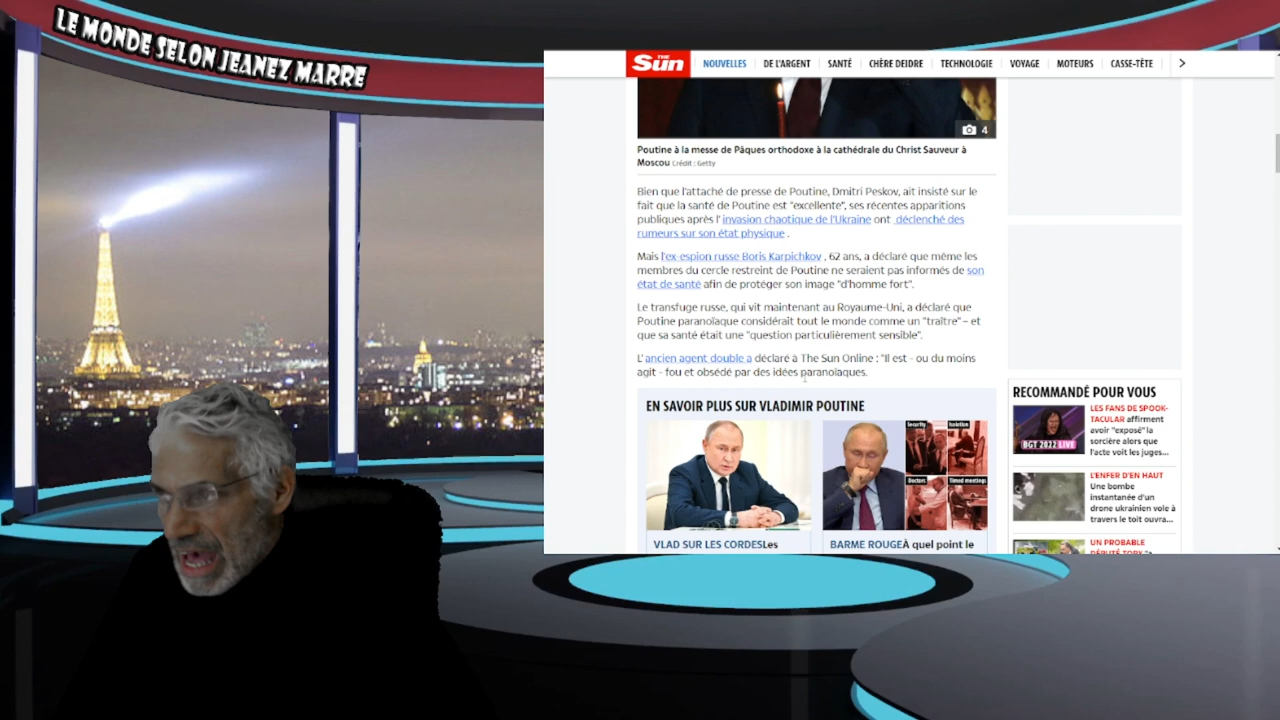 LE MONDE SELON JEANEZ MARRE
THE Sun
NOUVELLES DE L'ARGENT SANTÉ CHÈRE DEIDRE TECHNOLOGIE VOYAGE MOTEURS CASSE-TÊTE
4
Poutine à la messe de Pâques orthodoxe à la cathédrale du Christ Sauveur à
Moscou Crédit : Getty
Bien que l'attaché de presse de Poutine, Dmitri Peskov, ait insisté sur le
fait que la santé de Poutine est "excellente", ses récentes apparitions
publiques après l' invasion chaotique de l'Ukraine ont déclenché des
rumeurs sur son état physique .
Mais l'ex-espion russe Boris Karpichkov , 62 ans, a déclaré que même les
membres du cercle restreint de Poutine ne seraient pas informés de son
état de santé afin de protéger son image "d'homme fort".
Le transfuge russe, qui vit maintenant au Royaume-Uni, a déclaré que
Poutine paranoïaque considérait tout le monde comme un "traître" – et
que sa santé était une "question particulièrement sensible".
L' ancien agent double a déclaré à The Sun Online : "Il est - ou du moins
agit - fou et obsédé par des idées paranoïaques.
EN SAVOIR PLUS SUR VLADIMIR POUTINE
Security Isolation
Doctors Timed meetings
VLAD SUR LES CORDESLes
BARME ROUGEÀ quel point le
RECOMMANDÉ POUR VOUS
BGT 2022 LIVE
LES FANS DE SPOOK-
TACULAR affirment
avoir "exposé" la
sorcière alors que
l'acte voit les juges...
L'ENFER D'EN HAUT
Une bombe
instantanée d'un
drone ukrainien vole à
travers le toit ouvra...
UN PROBABLE